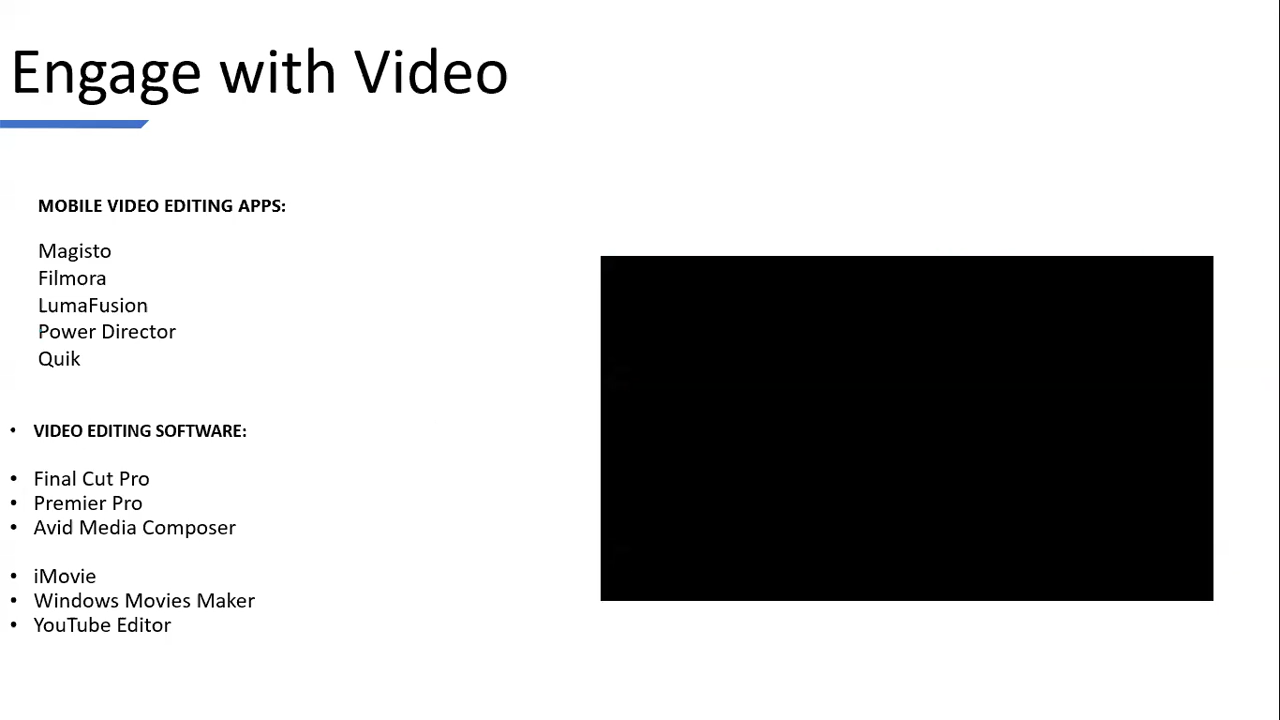 Engage with Video
MOBILE VIDEO EDITING APPS:
Magisto
Filmora
LumaFusion
Power Director
Quik
• VIDEO EDITING SOFTWARE:
• Final Cut Pro
• Premier Pro
• Avid Media Composer
• iMovie
• Windows Movies Maker
• YouTube Editor